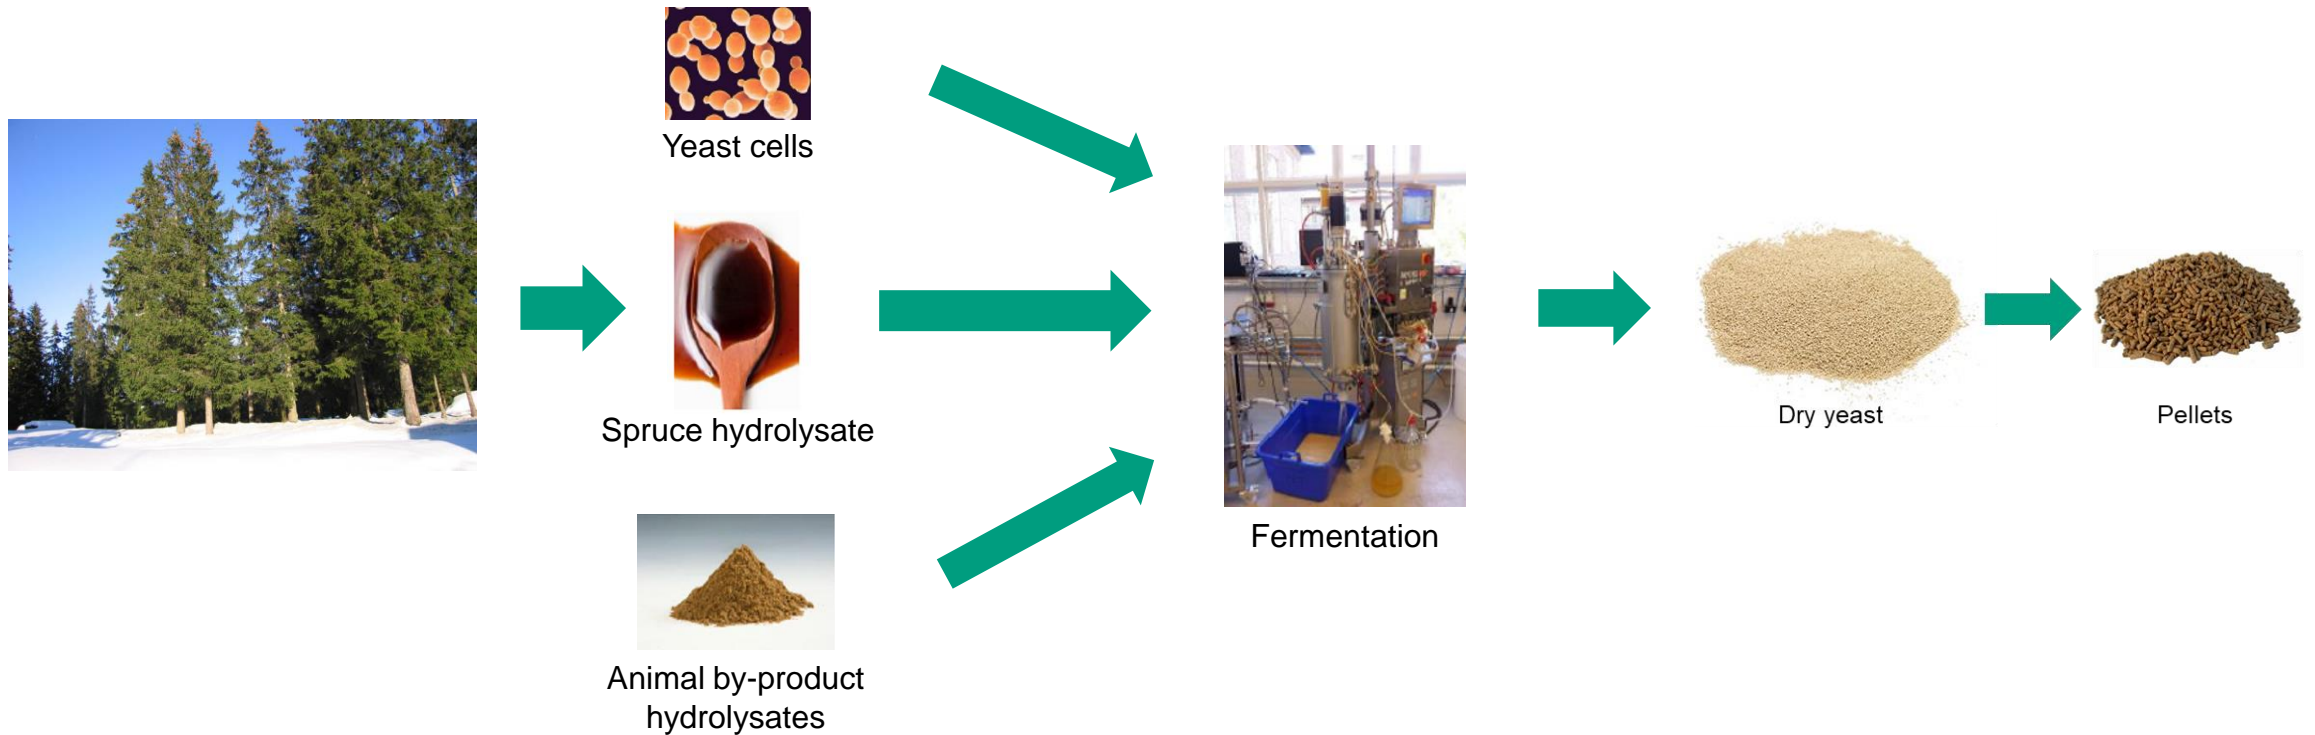 Yeast cells
Spruce hydrolysate
Animal by-product
hydrolysates
Fermentation
Dry yeast
Pellets